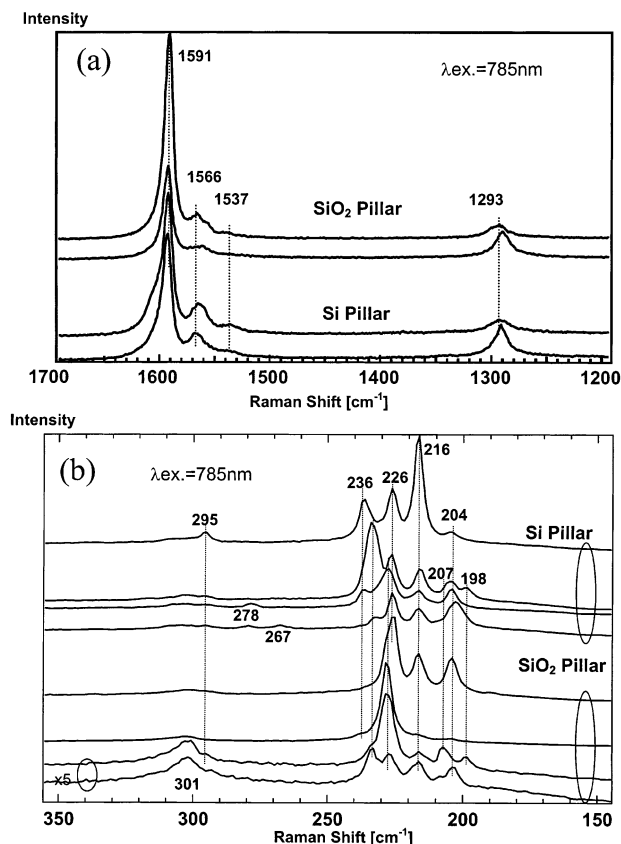 Intensity
(a)
1591
λex.=785nm
1566
1537
1293
SiO2 Pillar
Si Pillar
1700 1600 1500 1400 1300 1200
Raman Shift [cm-1]
Intensity
(b)
λex.=785nm
216
236
226
295
204
Si Pillar
207
198
278
267
SiO2 Pillar
x5
301
350 300 250 200 150
Raman Shift [cm-1]